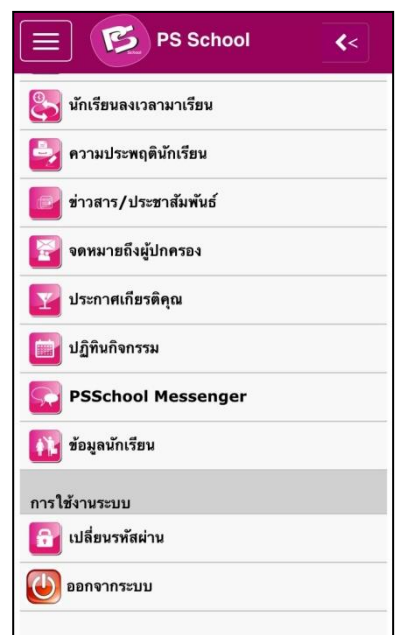 PS School
School
<<
นักเรียนลงเวลามาเรียน
ความประพฤตินักเรียน
ข่าวสาร/ประชาสัมพันธ์
จดหมายถึงผู้ปกครอง
ประกาศเกียรติคุณ
ปฏิทินกิจกรรม
PSSchool Messenger
ข้อมูลนักเรียน
การใช้งานระบบ
เปลี่ยนรหัสผ่าน
ออกจากระบบ